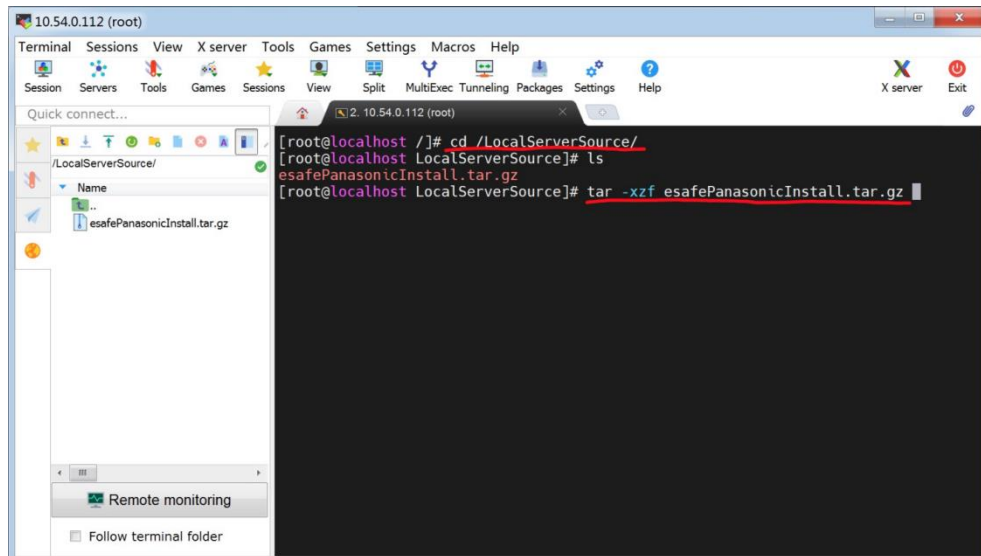 10.54.0.112 (root)
Terminal Sessions View X server Tools Games Settings Macros Help
Session Servers Tools Games Sessions View Split MultiExec Tunneling Packages Settings Help X server Exit
Quick connect...
2. 10.54.0.112 (root)
/LocalServerSource/
Name
..
esafePanasonicInstall.tar.gz
[root@localhost /]# cd /LocalServerSource/
[root@localhost LocalServerSource]# ls
esafePanasonicInstall.tar.gz
[root@localhost LocalServerSource]# tar -xzf esafePanasonicInstall.tar.gz
Remote monitoring
Follow terminal folder